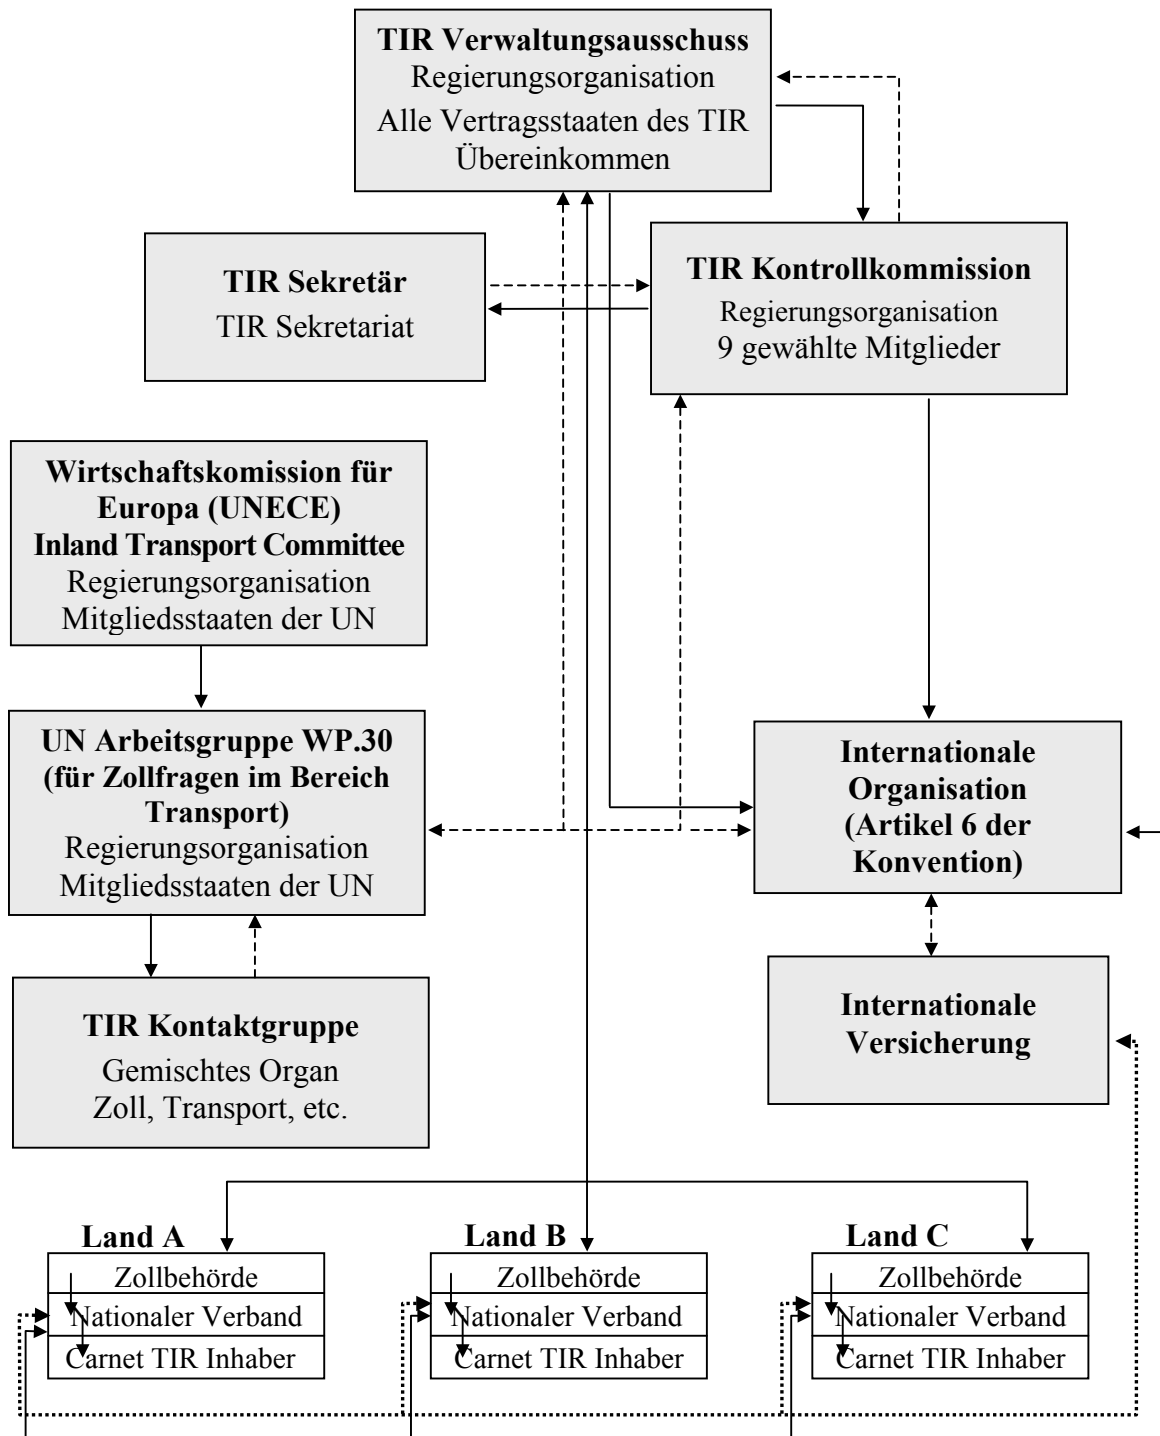 TIR Verwaltungsausschuss
Regierungsorganisation
Alle Vertragsstaaten des TIR
Übereinkommen
TIR Sekretär
TIR Sekretariat
TIR Kontrollkommission
Regierungsorganisation
9 gewählte Mitglieder
Wirtschaftskomission für
Europa (UNECE)
Inland Transport Committee
Regierungsorganisation
Mitgliedsstaaten der UN
UN Arbeitsgruppe WP.30
(für Zollfragen im Bereich
Transport)
Regierungsorganisation
Mitgliedsstaaten der UN
Internationale
Organisation
(Artikel 6 der
Konvention)
TIR Kontaktgruppe
Gemischtes Organ
Zoll, Transport, etc.
Internationale
Versicherung
Land A
Zollbehörde
Nationaler Verband
Carnet TIR Inhaber
Land B
Zollbehörde
Nationaler Verband
Carnet TIR Inhaber
Land C
Zollbehörde
Nationaler Verband
Carnet TIR Inhaber